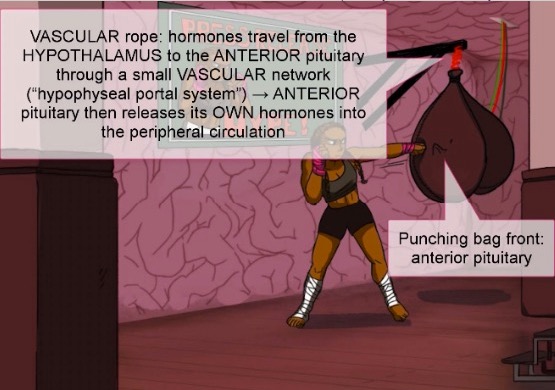 VASCULAR rope: hormones travel from the
HYPOTHALAMUS to the ANTERIOR pituitary
through a small VASCULAR network
(“hypophyseal portal system”) → ANTERIOR
pituitary then releases its OWN hormones into
the peripheral circulation
Punching bag front:
anterior pituitary